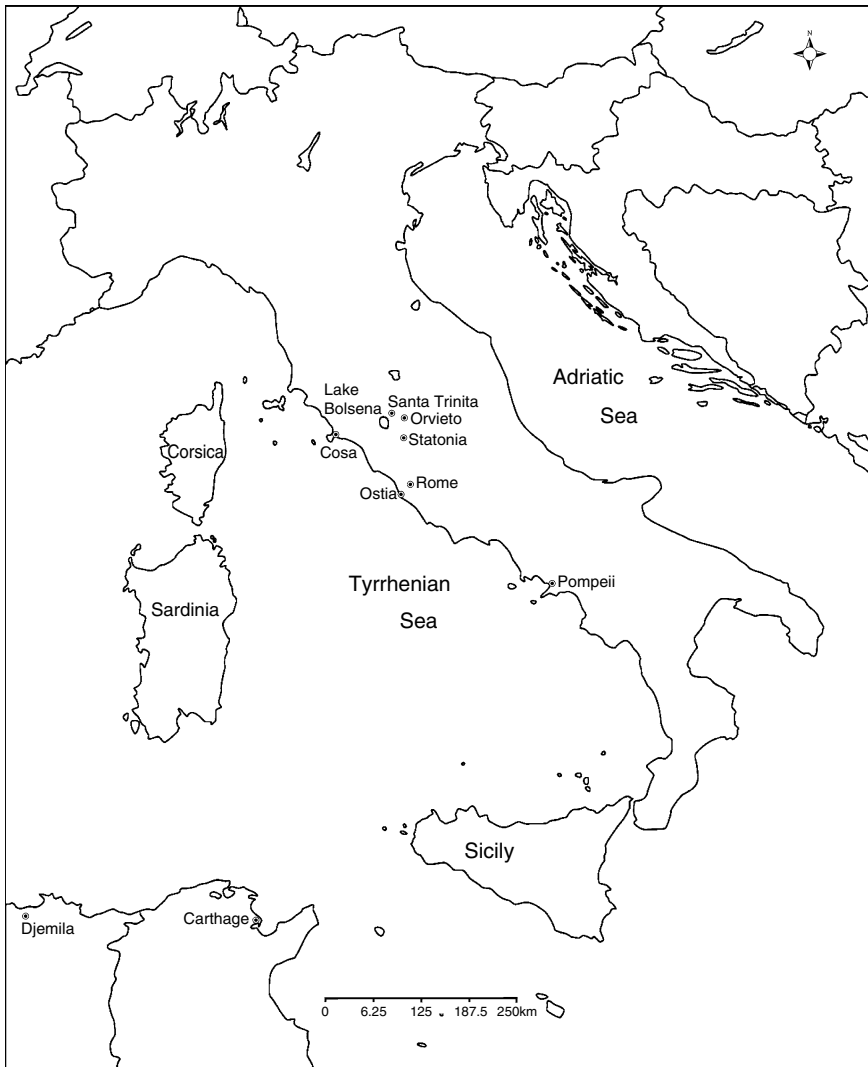 N
Adriatic
Sea
Lake
Bolsena
Santa Trinita
Orvieto
Statonia
Cosa
Corsica
Rome
Ostia
Tyrrhenian
Sea
Pompeii
Sardinia
Sicily
Djemila
Carthage
0 6.25 125 187.5 250km